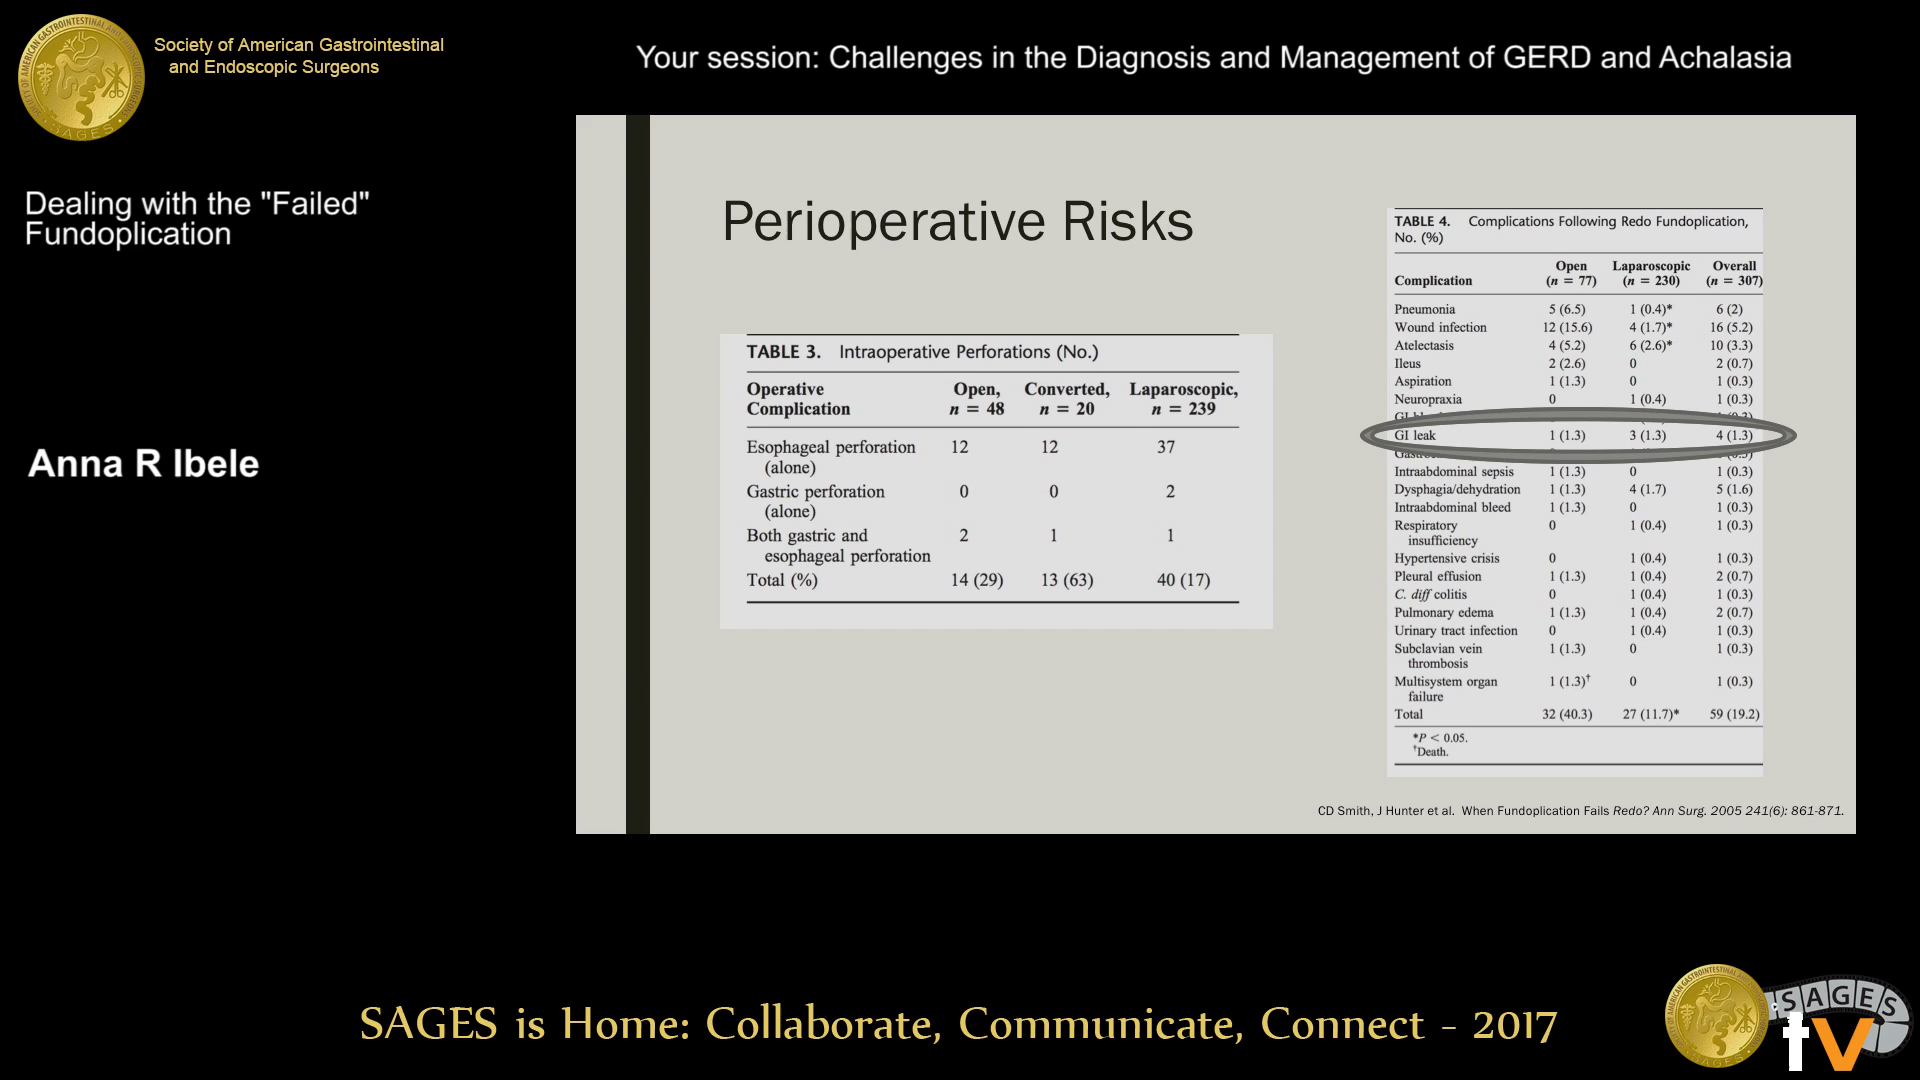 Society of American Gastrointestinal
and Endoscopic Surgeons
Your session: Challenges in the Diagnosis and Management of GERD and Achalasia
Dealing with the "Failed"
Fundoplication
Anna R Ibele
Perioperative Risks
TABLE 3. Intraoperative Perforations (No.)
Operative Complication Open, n = 48 Converted, n = 20 Laparoscopic, n = 239
Esophageal perforation (alone) 12 12 37
Gastric perforation (alone) 0 0 2
Both gastric and esophageal perforation 2 1 1
Total (%) 14 (29) 13 (63) 40 (17)
TABLE 4. Complications Following Redo Fundoplication,
No. (%)
Complication Open (n = 77) Laparoscopic (n = 230) Overall (n = 307)
Pneumonia 5 (6.5) 1 (0.4)* 6 (2)
Wound infection 12 (15.6) 4 (1.7)* 16 (5.2)
Atelectasis 4 (5.2) 6 (2.6)* 10 (3.3)
Ileus 2 (2.6) 0 2 (0.7)
Aspiration 1 (1.3) 0 1 (0.3)
Neuropraxia 0 1 (0.4) 1 (0.3)
GI leak 1 (1.3) 3 (1.3) 4 (1.3)
Intraabdominal sepsis 1 (1.3) 0 1 (0.3)
Dysphagia/dehydration 1 (1.3) 4 (1.7) 5 (1.6)
Intraabdominal bleed 1 (1.3) 0 1 (0.3)
Respiratory insufficiency 0 1 (0.4) 1 (0.3)
Hypertensive crisis 0 1 (0.4) 1 (0.3)
Pleural effusion 1 (1.3) 1 (0.4) 2 (0.7)
C. diff colitis 0 1 (0.4) 1 (0.3)
Pulmonary edema 1 (1.3) 1 (0.4) 2 (0.7)
Urinary tract infection 0 1 (0.4) 1 (0.3)
Subclavian vein thrombosis 1 (1.3) 0 1 (0.3)
Multisystem organ failure 1 (1.3)† 0 1 (0.3)
Total 32 (40.3) 27 (11.7)* 59 (19.2)
*P < 0.05.
†Death.
CD Smith, J Hunter et al. When Fundoplication Fails Redo? Ann Surg. 2005 241(6): 861-871.
SAGES is Home: Collaborate, Communicate, Connect - 2017
SAGES
tv